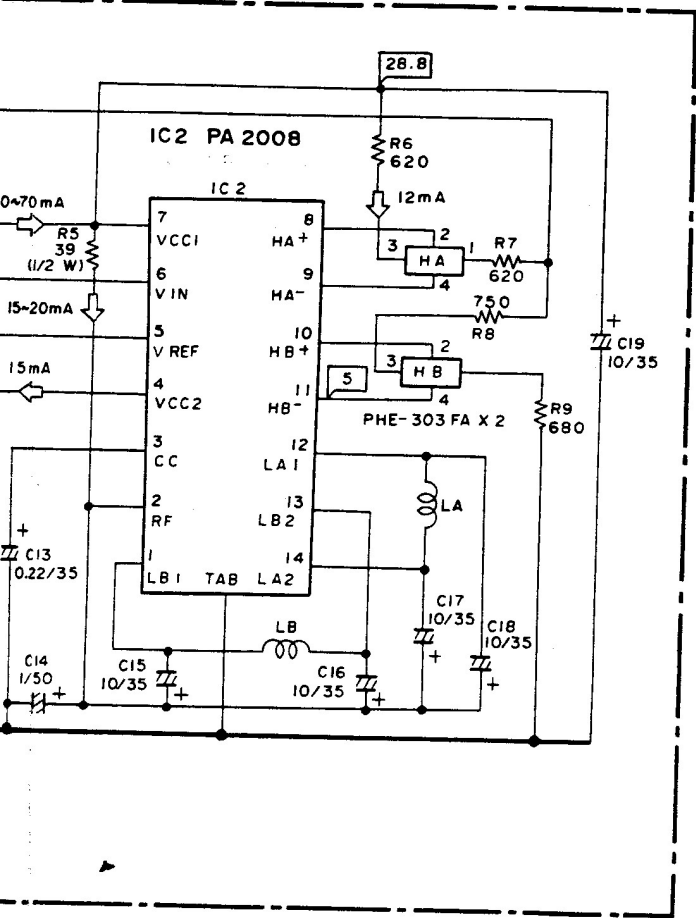 28.8
IC2 PA2008
R6
620
IC2
0~70mA
12mA
7
VCC1
8
HA+
R5
39
(1/2 W)
2
3
HA
1
4
R7
620
6
VIN
9
HA-
15~20mA
750
R8
5
VREF
10
HB+
2
3
HB
4
+
C19
10/35
15mA
4
VCC2
5
11
HB-
PHE-303FA X 2
R9
680
3
CC
12
LA1
LA
2
RF
13
LB2
+
C13
0.22/35
1
LB1
TAB
14
LA2
C17
10/35
+
C18
10/35
+
LB
C14
1/50
+
C15
10/35
+
C16
10/35
+